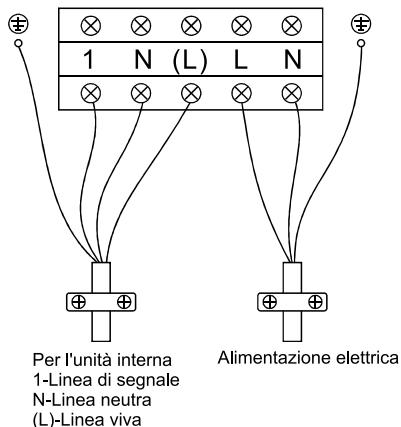 1 N (L) L N
Per l'unità interna
1-Linea di segnale
N-Linea neutra
(L)-Linea viva
Alimentazione elettrica